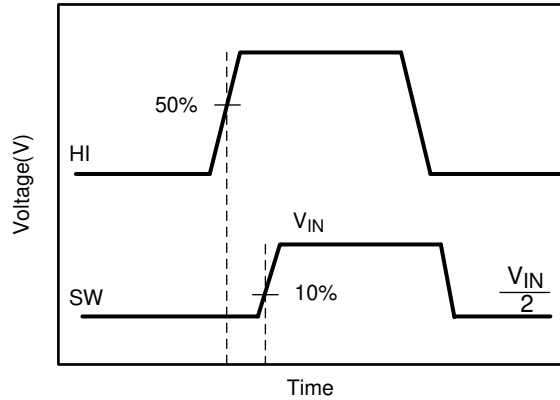 50%
HI
Voltage(V)
V_IN
SW
10%
V_IN
2
Time